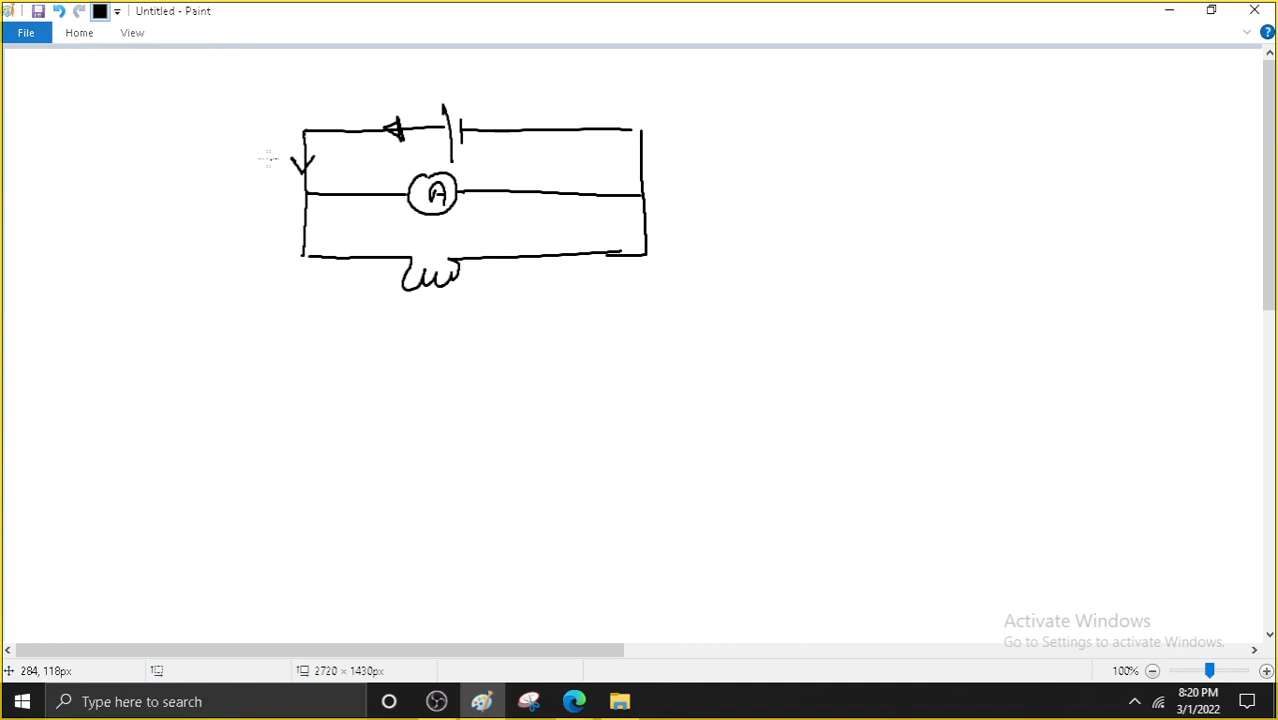 Untitled - Paint
File Home View
A
Activate Windows
Go to Settings to activate Windows.
284, 118px
2720 × 1430px
100%
Type here to search
8:20 PM
3/1/2022